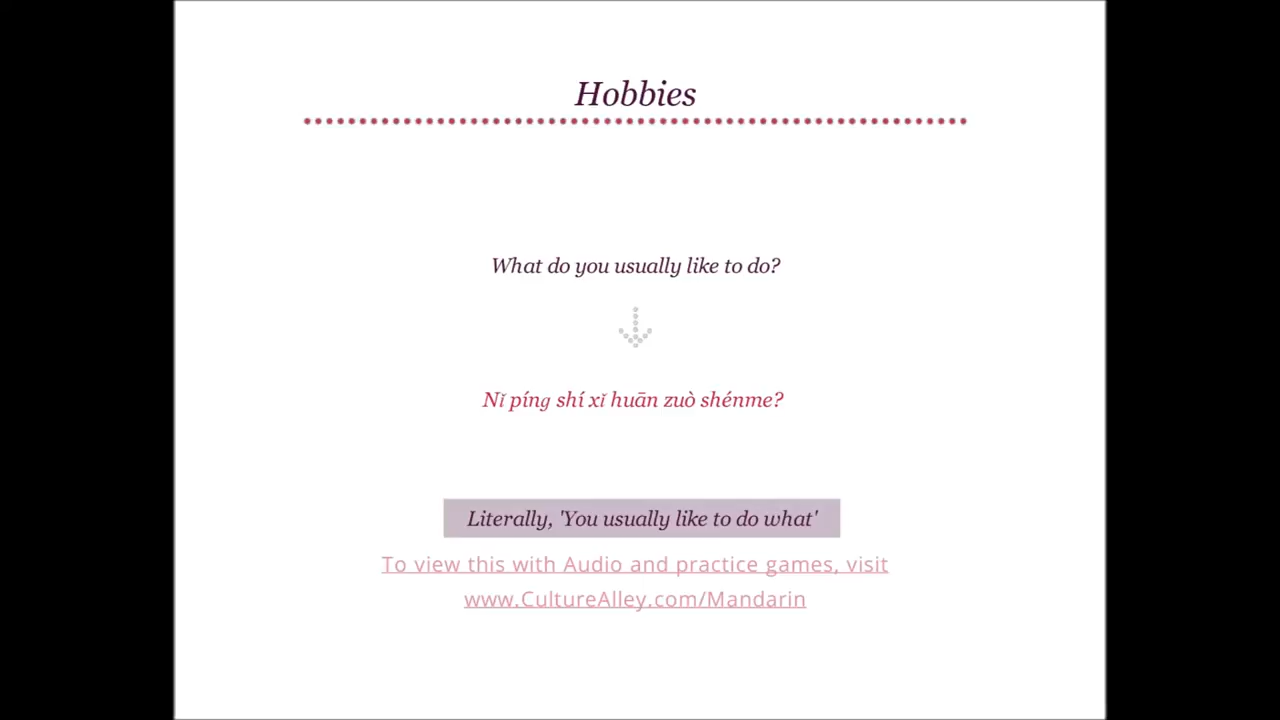 Hobbies
What do you usually like to do?
Nǐ píng shí xǐ huān zuò shénme?
Literally, 'You usually like to do what'
To view this with Audio and practice games, visit
www.CultureAlley.com/Mandarin